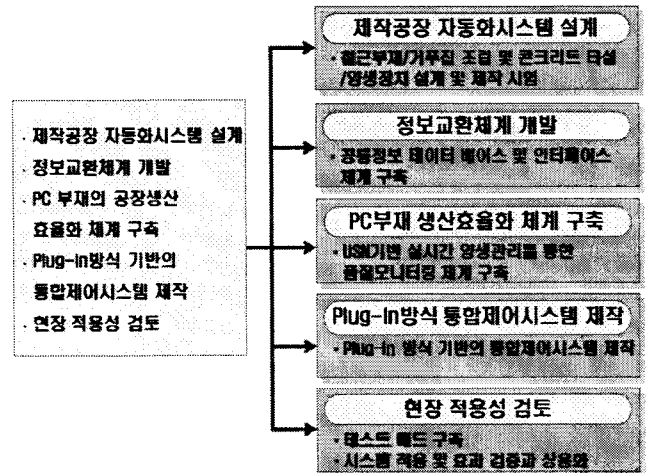 · 제작공장 자동화시스템 설계
· 정보교환체계 개발
· PC 부재의 공장생산
효율화 체계 구축
· Plug-in방식 기반의
통합제어시스템 제작
· 현장 적용성 검토
제작공장 자동화시스템 설계
· 철근부재/거푸집 조립 및 콘크리트 타설
/양생장치 설계 및 제작 시험
정보교환체계 개발
· 공통정보 데이터 베이스 및 인터페이스
체계 구축
PC부재 생산효율화 체계 구축
· USN기반 실시간 양생관리를 통한
품질모니터링 체계 구축
Plug-in방식 통합제어시스템 제작
· Plug-in 방식 기반의 통합제어시스템 제작
현장 적용성 검토
· 테스트 베드 구축
· 시스템 적용 및 효과 검증과 상용화